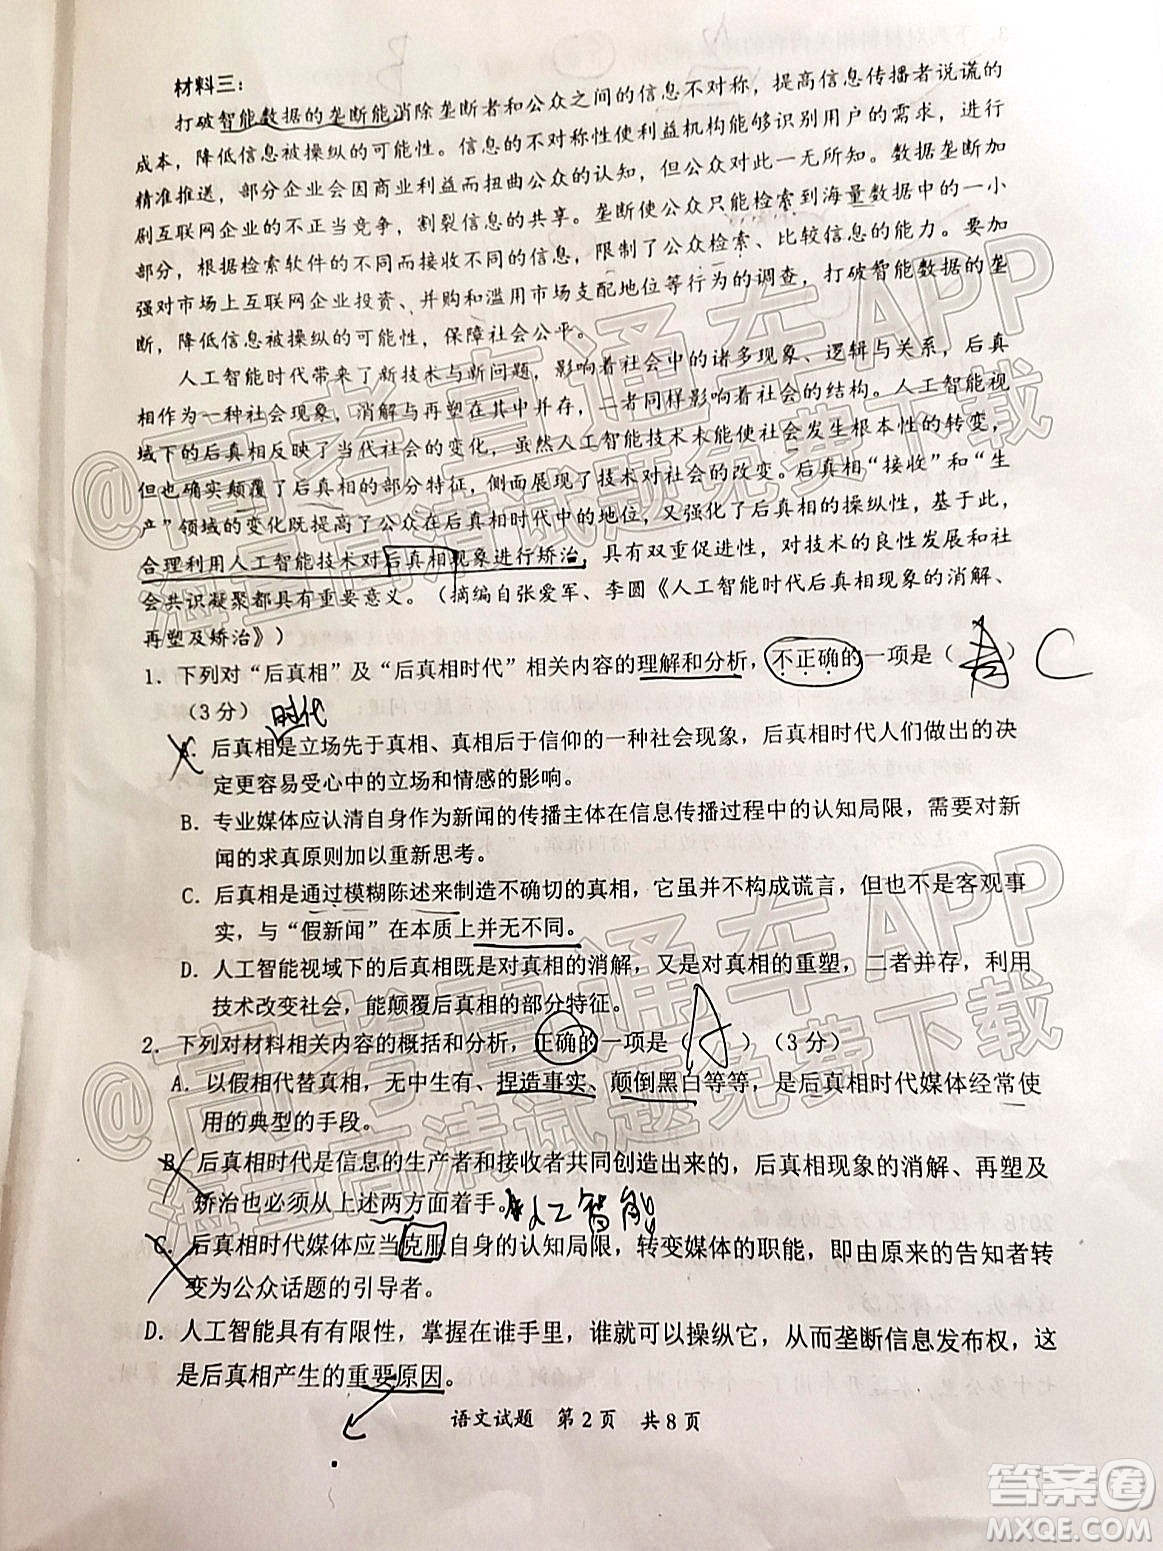 材料三：
打破智能数据的垄断能消除垄断者和公众之间的信息不对称，提高信息传播者说谎的
成本，降低信息被操纵的可能性。信息的不对称性使利益机构能够识别用户的需求，进行
精准推送，部分企业会因商业利益而扭曲公众的认知，但公众对此一无所知。数据垄断加
剧互联网企业的不正当竞争，割裂信息的共享。垄断使公众只能检索到海量数据中的一小
部分，根据检索软件的不同而接收不同的信息，限制了公众检索、比较信息的能力。要加
强对市场上互联网企业投资、并购和滥用市场支配地位等行为的调查，打破智能数据的垄
断，降低信息被操纵的可能性，保障社会公平。
人工智能时代带来了新技术与新问题，影响着社会中的诸多现象、逻辑与关系，后真
相作为一种社会现象，消解与再塑在其中并存，二者同样影响着社会的结构。人工智能视
域下的后真相反映了当代社会的变化，虽然人工智能技术未能使社会发生根本性的转变，
但也确实颠覆了后真相的部分特征，侧面展现了技术对社会的改变。后真相“接收”和“生
产”领域的变化既提高了公众在后真相时代中的地位，又强化了后真相的操纵性，基于此，
合理利用人工智能技术对后真相现象进行矫治，具有双重促进性，对技术的良性发展和社
会共识凝聚都具有重要意义。（摘编自张爱军、李圆《人工智能时代后真相现象的消解、
再塑及矫治》）
1．下列对“后真相”及“后真相时代”相关内容的理解和分析，不正确的一项是（　）C
（3分）时代
A．后真相是立场先于真相、真相后于信仰的一种社会现象，后真相时代人们做出的决
定更容易受心中的立场和情感的影响。
B．专业媒体应认清自身作为新闻的传播主体在信息传播过程中的认知局限，需要对新
闻的求真原则加以重新思考。
C．后真相是通过模糊陈述来制造不确切的真相，它虽并不构成谎言，但也不是客观事
实，与“假新闻”在本质上并无不同。
D．人工智能视域下的后真相既是对真相的消解，又是对真相的重塑，二者并存，利用
技术改变社会，能颠覆后真相的部分特征。
2．下列对材料相关内容的概括和分析，正确的一项是（A）（3分）
A．以假相代替真相，无中生有、捏造事实、颠倒黑白等等，是后真相时代媒体经常使
用的典型的手段。
B．后真相时代是信息的生产者和接收者共同创造出来的，后真相现象的消解、再塑及
矫治也必须从上述两方面着手。人工智能
C．后真相时代媒体应当克服自身的认知局限，转变媒体的职能，即由原来的告知者转
变为公众话题的引导者。
D．人工智能具有有限性，掌握在谁手里，谁就可以操纵它，从而垄断信息发布权，这
是后真相产生的重要原因。
语文试题　第2页　共8页
@高考直通车APP
海量高清试题免费下载
@高考直通车APP
海量高清试题免费下载
答案圈
MXQE.COM